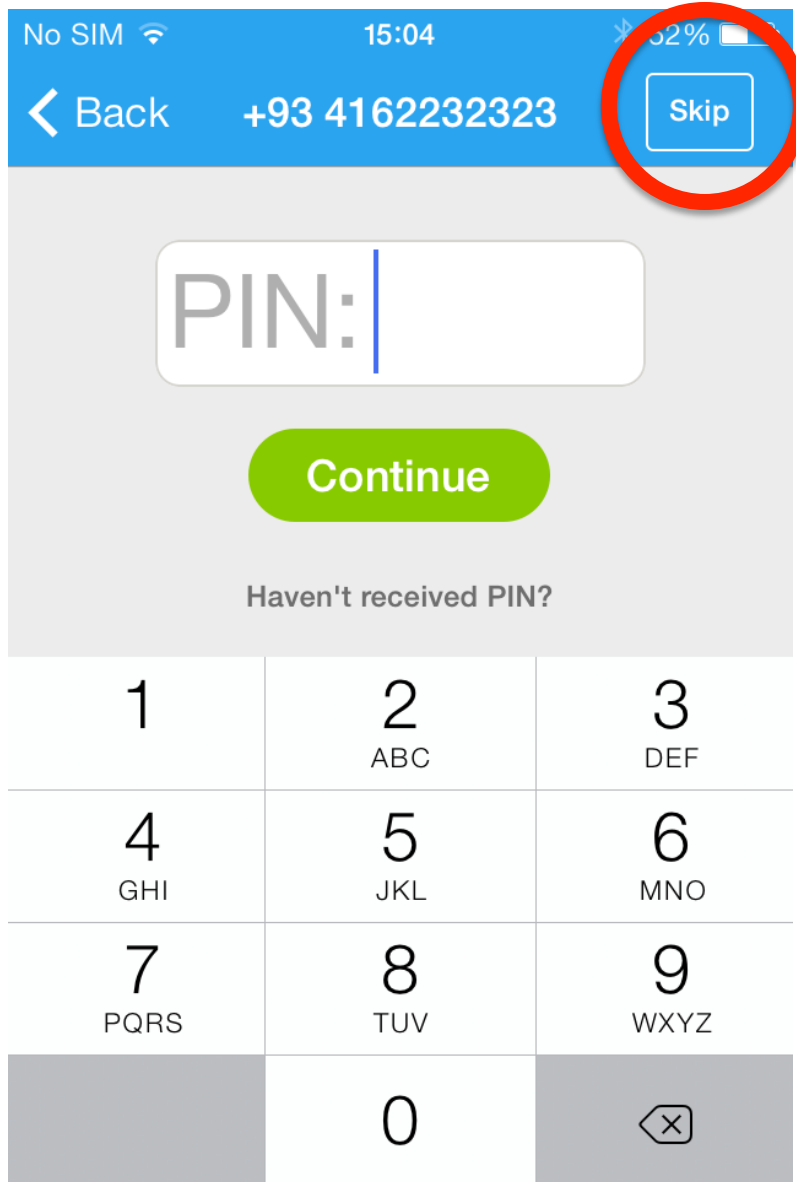 No SIM 15:04 52%
Back +93 4162232323 Skip
PIN:
Continue
Haven't received PIN?
1 2 3
ABC DEF
4 5 6
GHI JKL MNO
7 8 9
PQRS TUV WXYZ
0